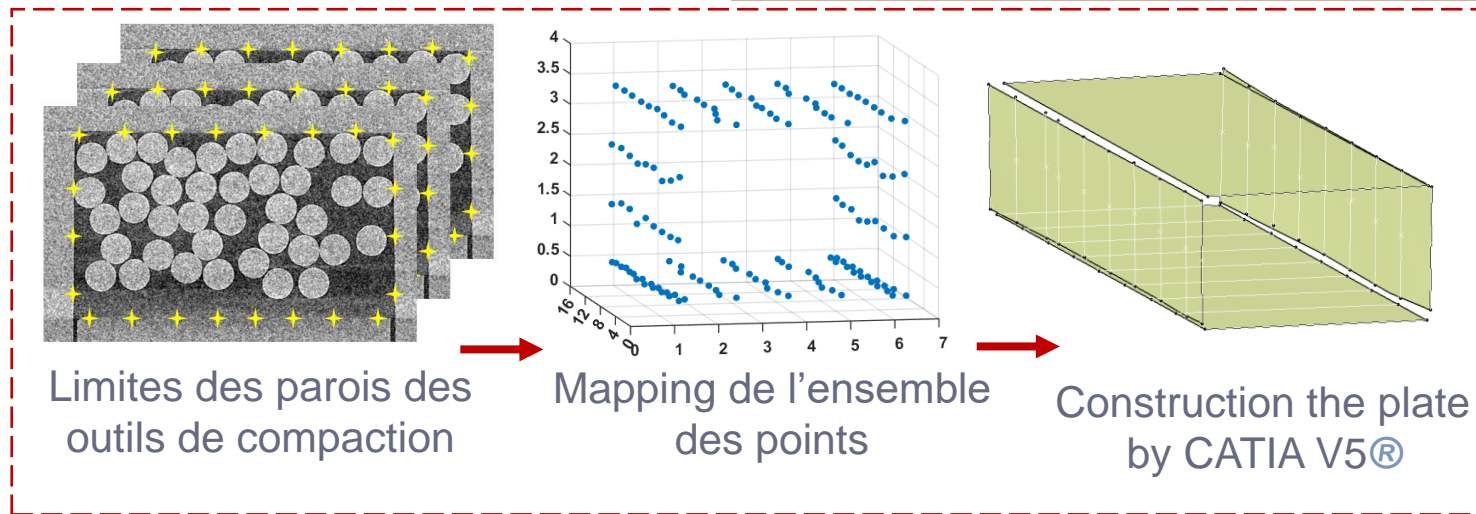 4
3.5
3
2.5
2
1.5
1
0.5
0
16
12
8
4
0
0 1 2 3 4 5 6 7
Limites des parois des
outils de compaction
Mapping de l'ensemble
des points
Construction the plate
by CATIA V5®